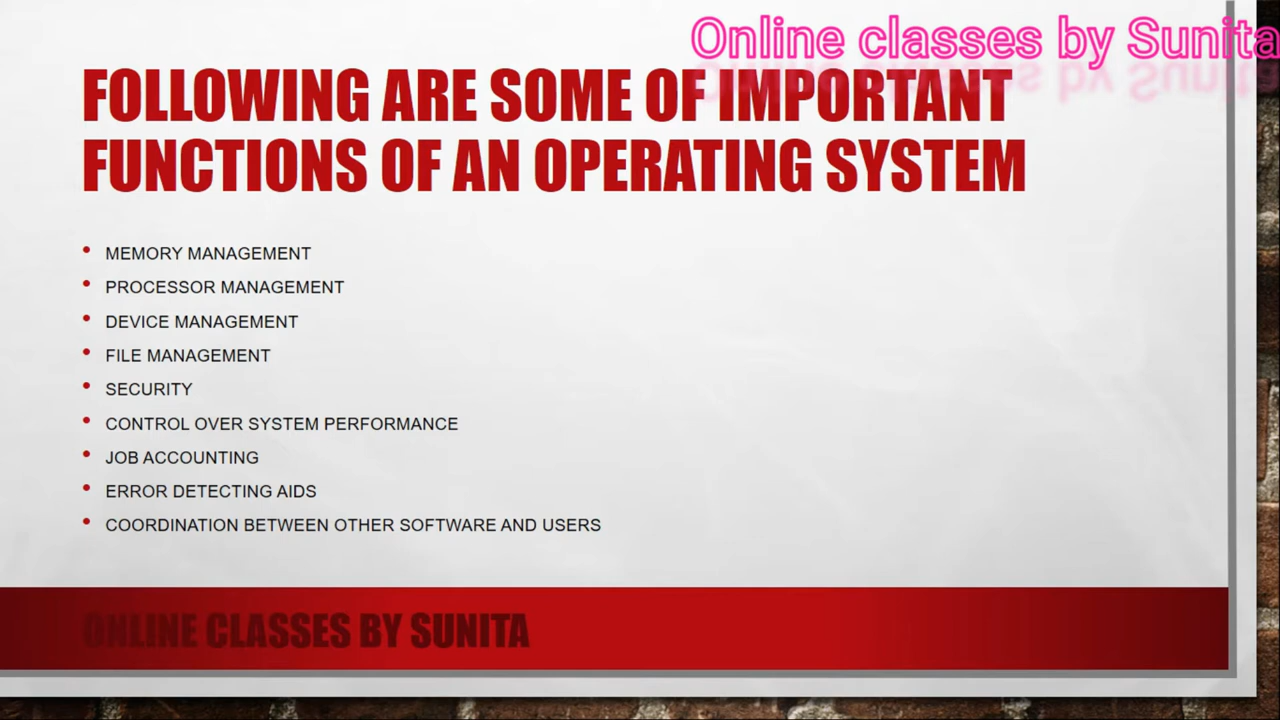 Online classes by Sunita
FOLLOWING ARE SOME OF IMPORTANT
FUNCTIONS OF AN OPERATING SYSTEM
• MEMORY MANAGEMENT
• PROCESSOR MANAGEMENT
• DEVICE MANAGEMENT
• FILE MANAGEMENT
• SECURITY
• CONTROL OVER SYSTEM PERFORMANCE
• JOB ACCOUNTING
• ERROR DETECTING AIDS
• COORDINATION BETWEEN OTHER SOFTWARE AND USERS
ONLINE CLASSES BY SUNITA